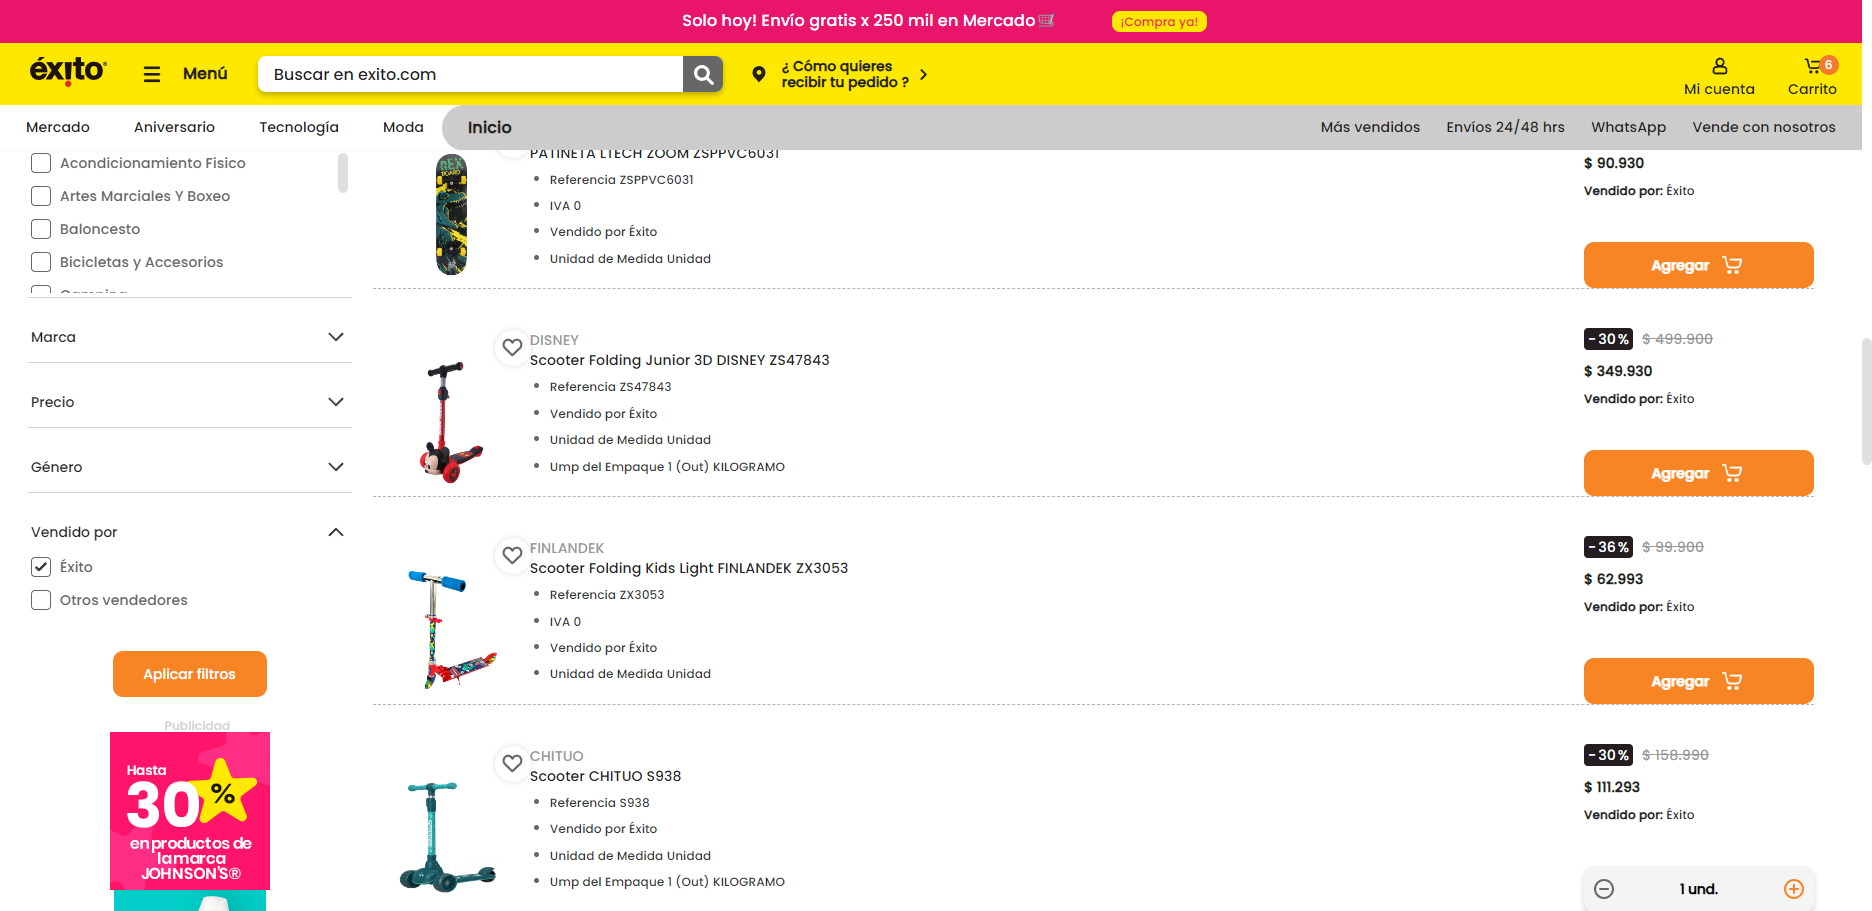 Solo hoy! Envío gratis x 250 mil en Mercado🛒
¡Compra ya!
éxito
Menú
Buscar en exito.com
¿ Cómo quieres
recibir tu pedido ?
Mi cuenta
6
Carrito
Mercado
Aniversario
Tecnología
Moda
Inicio
Más vendidos
Envíos 24/48 hrs
WhatsApp
Vende con nosotros
Acondicionamiento Fisico
Artes Marciales Y Boxeo
Baloncesto
Bicicletas y Accesorios
Marca
Precio
Género
Vendido por
Éxito
Otros vendedores
Aplicar filtros
Publicidad
Hasta
30%
en productos de
la marca
JOHNSON'S®
REX
BOARD
PATINETA LTECH ZOOM ZSPPVC6031
Referencia ZSPPVC6031
IVA 0
Vendido por Éxito
Unidad de Medida Unidad
$ 90.930
Vendido por: Éxito
Agregar
DISNEY
Scooter Folding Junior 3D DISNEY ZS47843
Referencia ZS47843
Vendido por Éxito
Unidad de Medida Unidad
Ump del Empaque 1 (Out) KILOGRAMO
-30% $ 499.900
$ 349.930
Vendido por: Éxito
Agregar
FINLANDEK
Scooter Folding Kids Light FINLANDEK ZX3053
Referencia ZX3053
IVA 0
Vendido por Éxito
Unidad de Medida Unidad
-36% $ 99.900
$ 62.993
Vendido por: Éxito
Agregar
CHITUO
Scooter CHITUO S938
Referencia S938
Vendido por Éxito
Unidad de Medida Unidad
Ump del Empaque 1 (Out) KILOGRAMO
-30% $ 158.990
$ 111.293
Vendido por: Éxito
1 und.